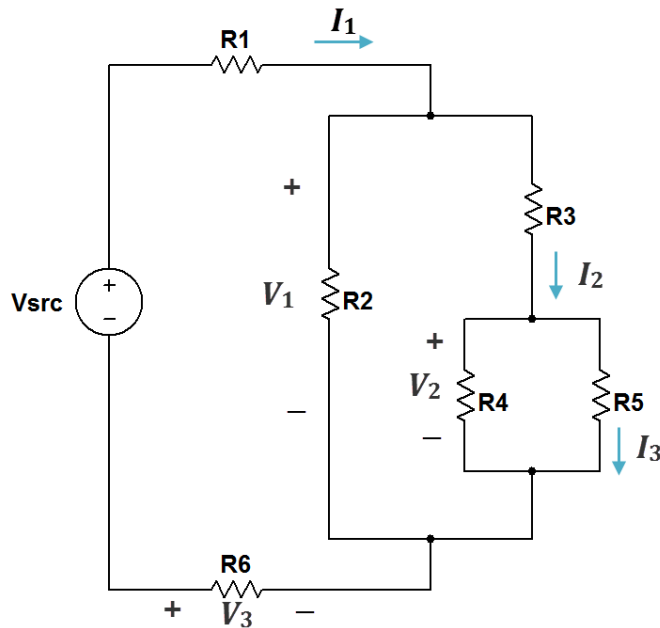 I₁
R1
+
R3
I₂
Vsrc
+
−
V₁
R2
+
V₂
R4
R5
−
−
I₃
R6
+
V₃
−